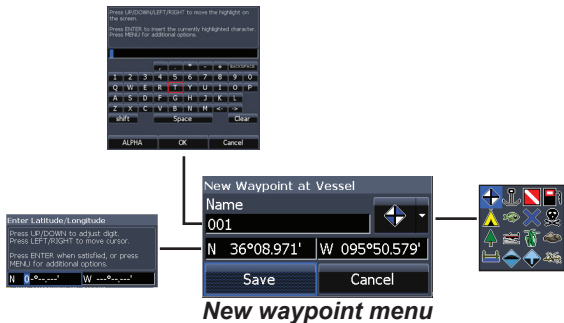 Press UP/DOWN/LEFT/RIGHT to move the highlight on
the screen.
Press ENTER to insert the currently highlighted character.
Press MENU for additional options.
, . * - + BACKSPACE
1 2 3 4 5 6 7 8 9 0
Q W E R T Y U I O P
A S D F G H J K L
Z X C V B N M <- ->
shift Space Clear
ALPHA OK Cancel
New Waypoint at Vessel
Name
001
N 36°08.971' W 095°50.579'
Save Cancel
Enter Latitude/Longitude
Press UP/DOWN to adjust digit.
Press LEFT/RIGHT to move cursor.
Press ENTER when satisfied, or press
MENU for additional options.
N 0-°--.---' W ---°--.---'
New waypoint menu